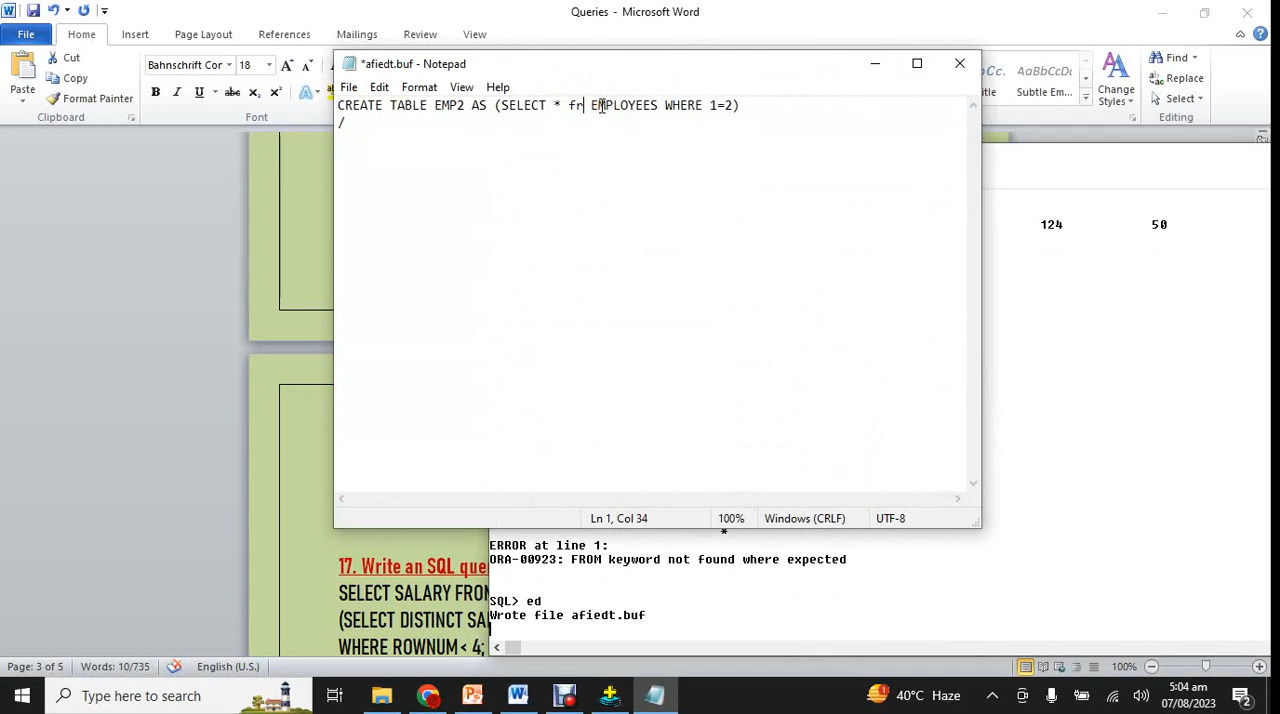 Queries - Microsoft Word
File Home Insert Page Layout References Mailings Review View
Paste
Cut
Copy
Format Painter
Clipboard
Bahnschrift Cor 18
B I U
Font
Subtle Em...
Change
Styles
Find
Replace
Select
Editing
*afiedt.buf - Notepad
File Edit Format View Help
CREATE TABLE EMP2 AS (SELECT * fr EMPLOYEES WHERE 1=2)
/
Ln 1, Col 34 100% Windows (CRLF) UTF-8
124 50
*
ERROR at line 1:
ORA-00923: FROM keyword not found where expected
SQL> ed
Wrote file afiedt.buf
17. Write an SQL que
SELECT SALARY FROM
(SELECT DISTINCT SA
WHERE ROWNUM < 4;
Page: 3 of 5 Words: 10/735 English (U.S.) 100%
Type here to search
40°C Haze
5:04 am
07/08/2023
2